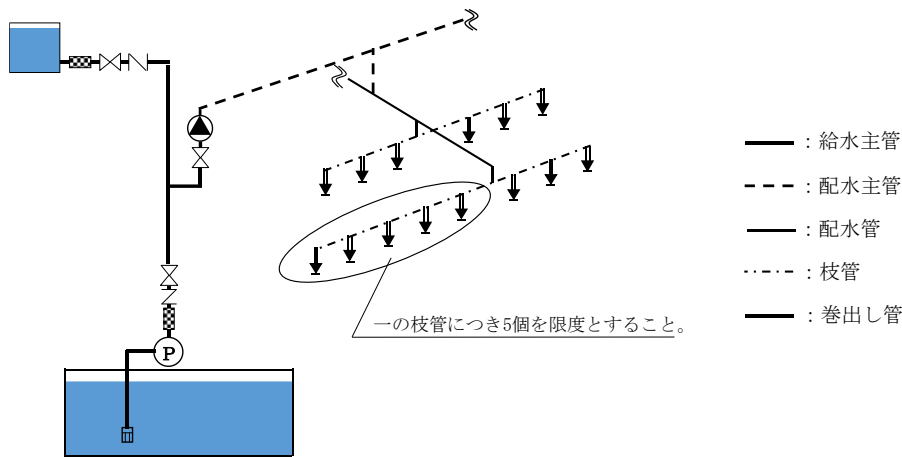 ：給水主管
：配水主管
：配水管
：枝管
：巻出し管
一の枝管につき5個を限度とすること。
P